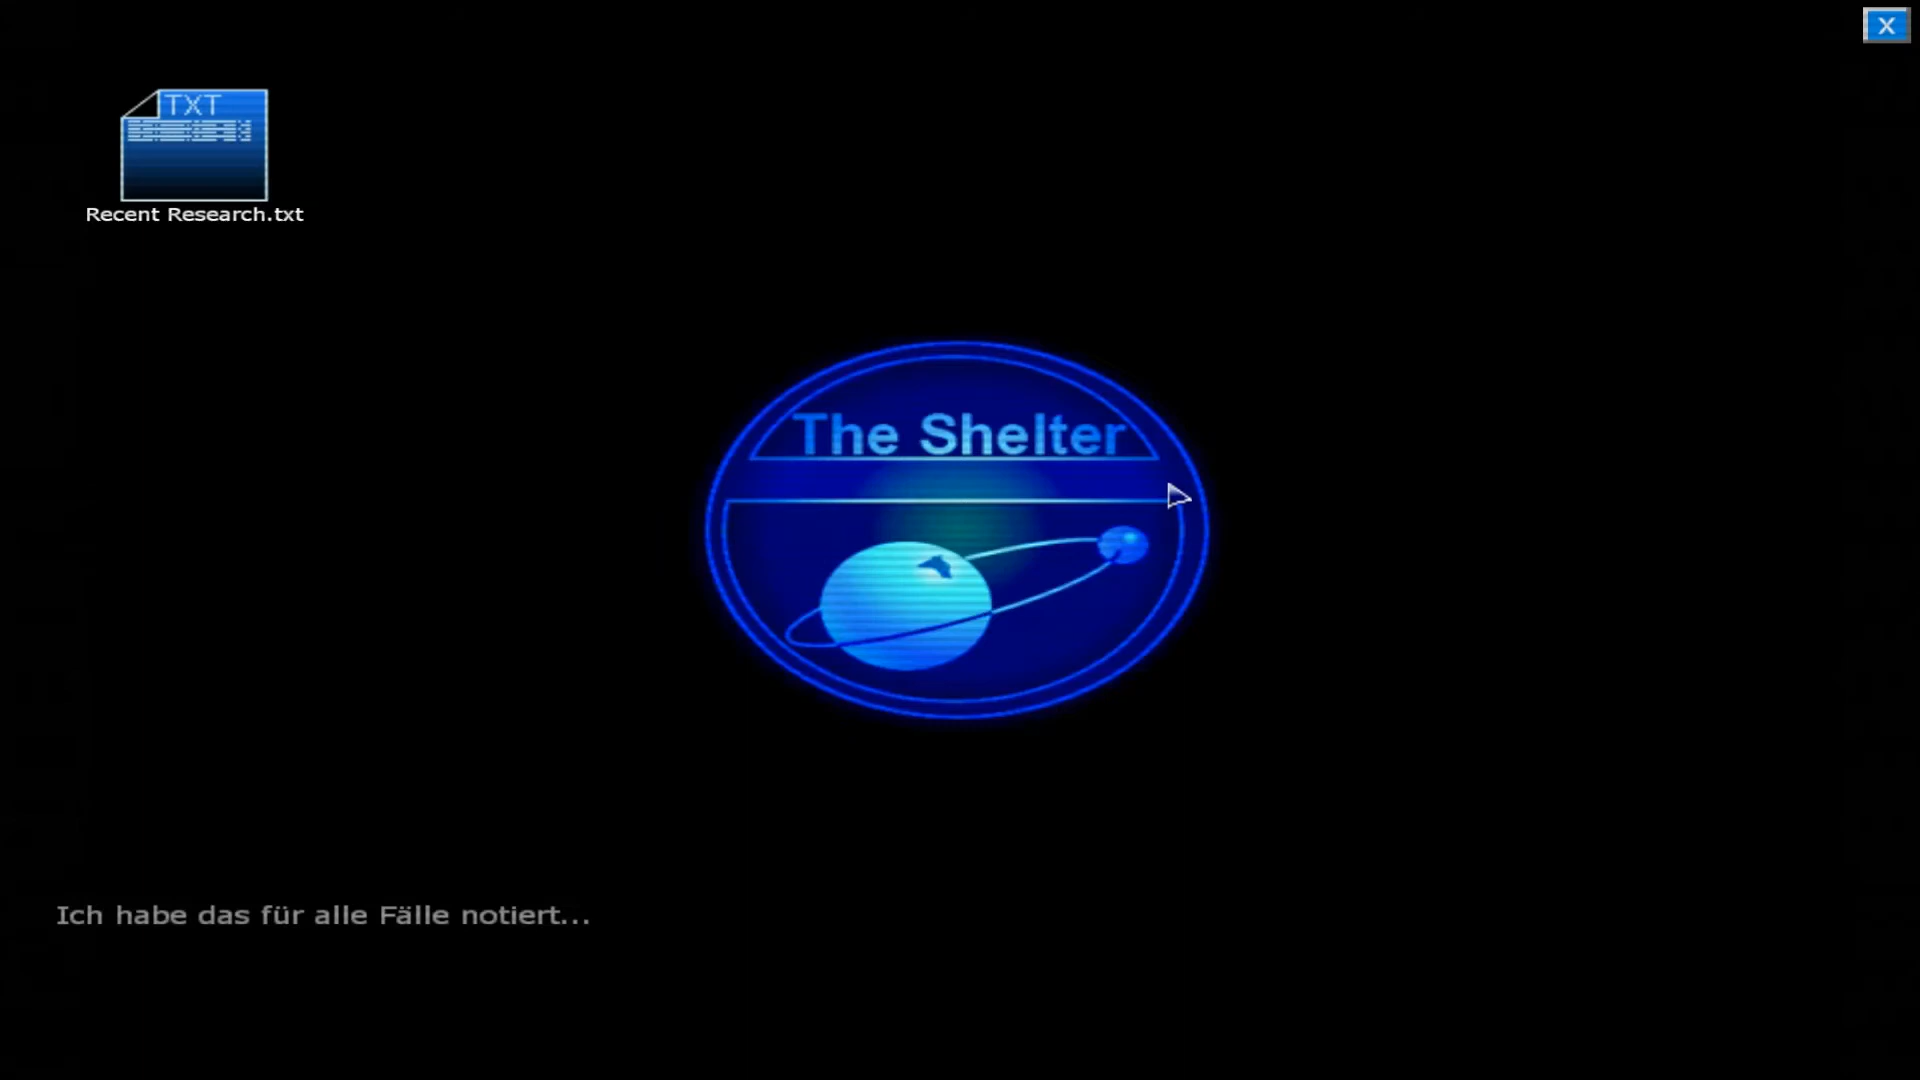 X
TXT
Recent Research.txt
The Shelter
Ich habe das für alle Fälle notiert...